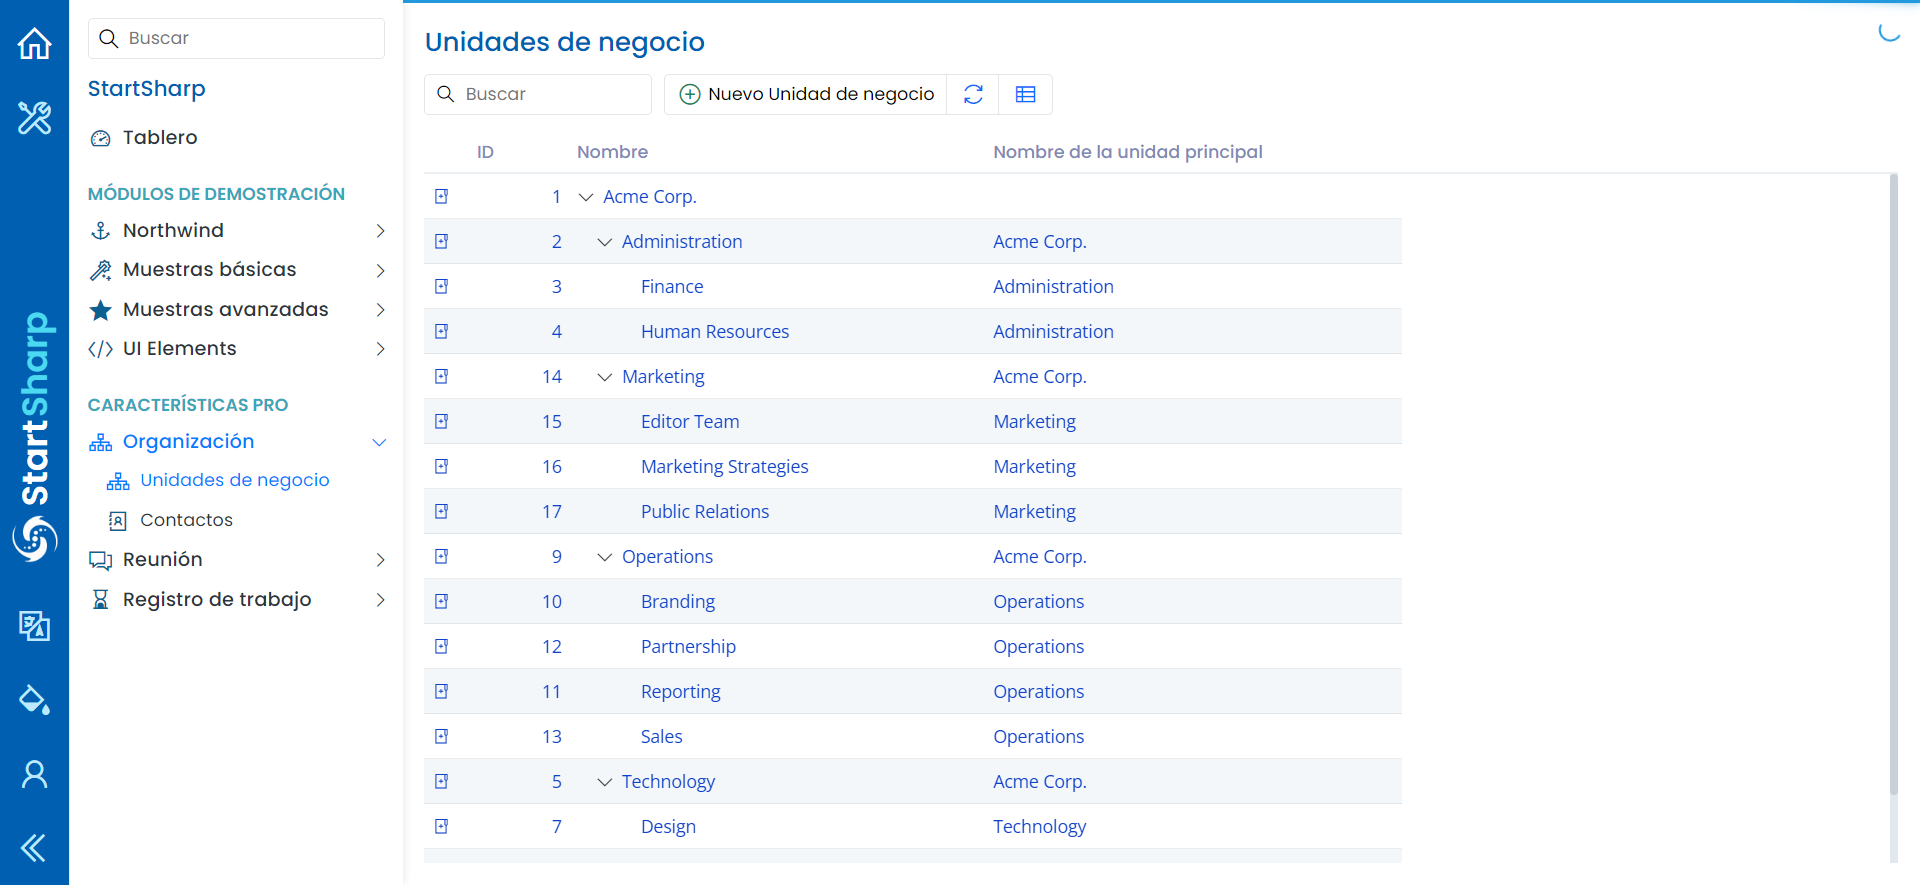 Buscar
StartSharp
Tablero
MÓDULOS DE DEMOSTRACIÓN
Northwind
Muestras básicas
Muestras avanzadas
UI Elements
CARACTERÍSTICAS PRO
Organización
Unidades de negocio
Contactos
Reunión
Registro de trabajo
StartSharp
Unidades de negocio
Buscar
Nuevo Unidad de negocio
ID Nombre Nombre de la unidad principal
1 Acme Corp.
2 Administration Acme Corp.
3 Finance Administration
4 Human Resources Administration
14 Marketing Acme Corp.
15 Editor Team Marketing
16 Marketing Strategies Marketing
17 Public Relations Marketing
9 Operations Acme Corp.
10 Branding Operations
12 Partnership Operations
11 Reporting Operations
13 Sales Operations
5 Technology Acme Corp.
7 Design Technology